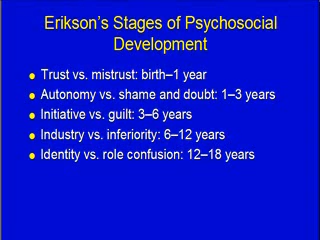 Erikson's Stages of Psychosocial
Development
Trust vs. mistrust: birth–1 year
Autonomy vs. shame and doubt: 1–3 years
Initiative vs. guilt: 3–6 years
Industry vs. inferiority: 6–12 years
Identity vs. role confusion: 12–18 years